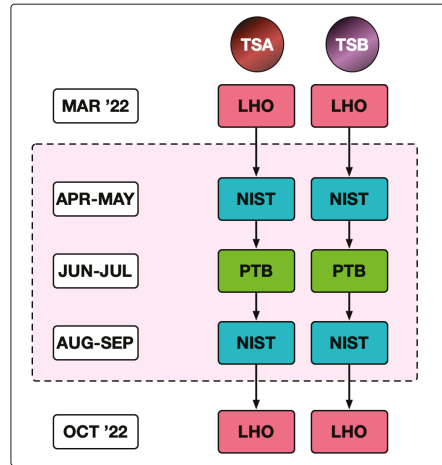 TSA TSB
MAR '22 LHO LHO
APR-MAY NIST NIST
JUN-JUL PTB PTB
AUG-SEP NIST NIST
OCT '22 LHO LHO